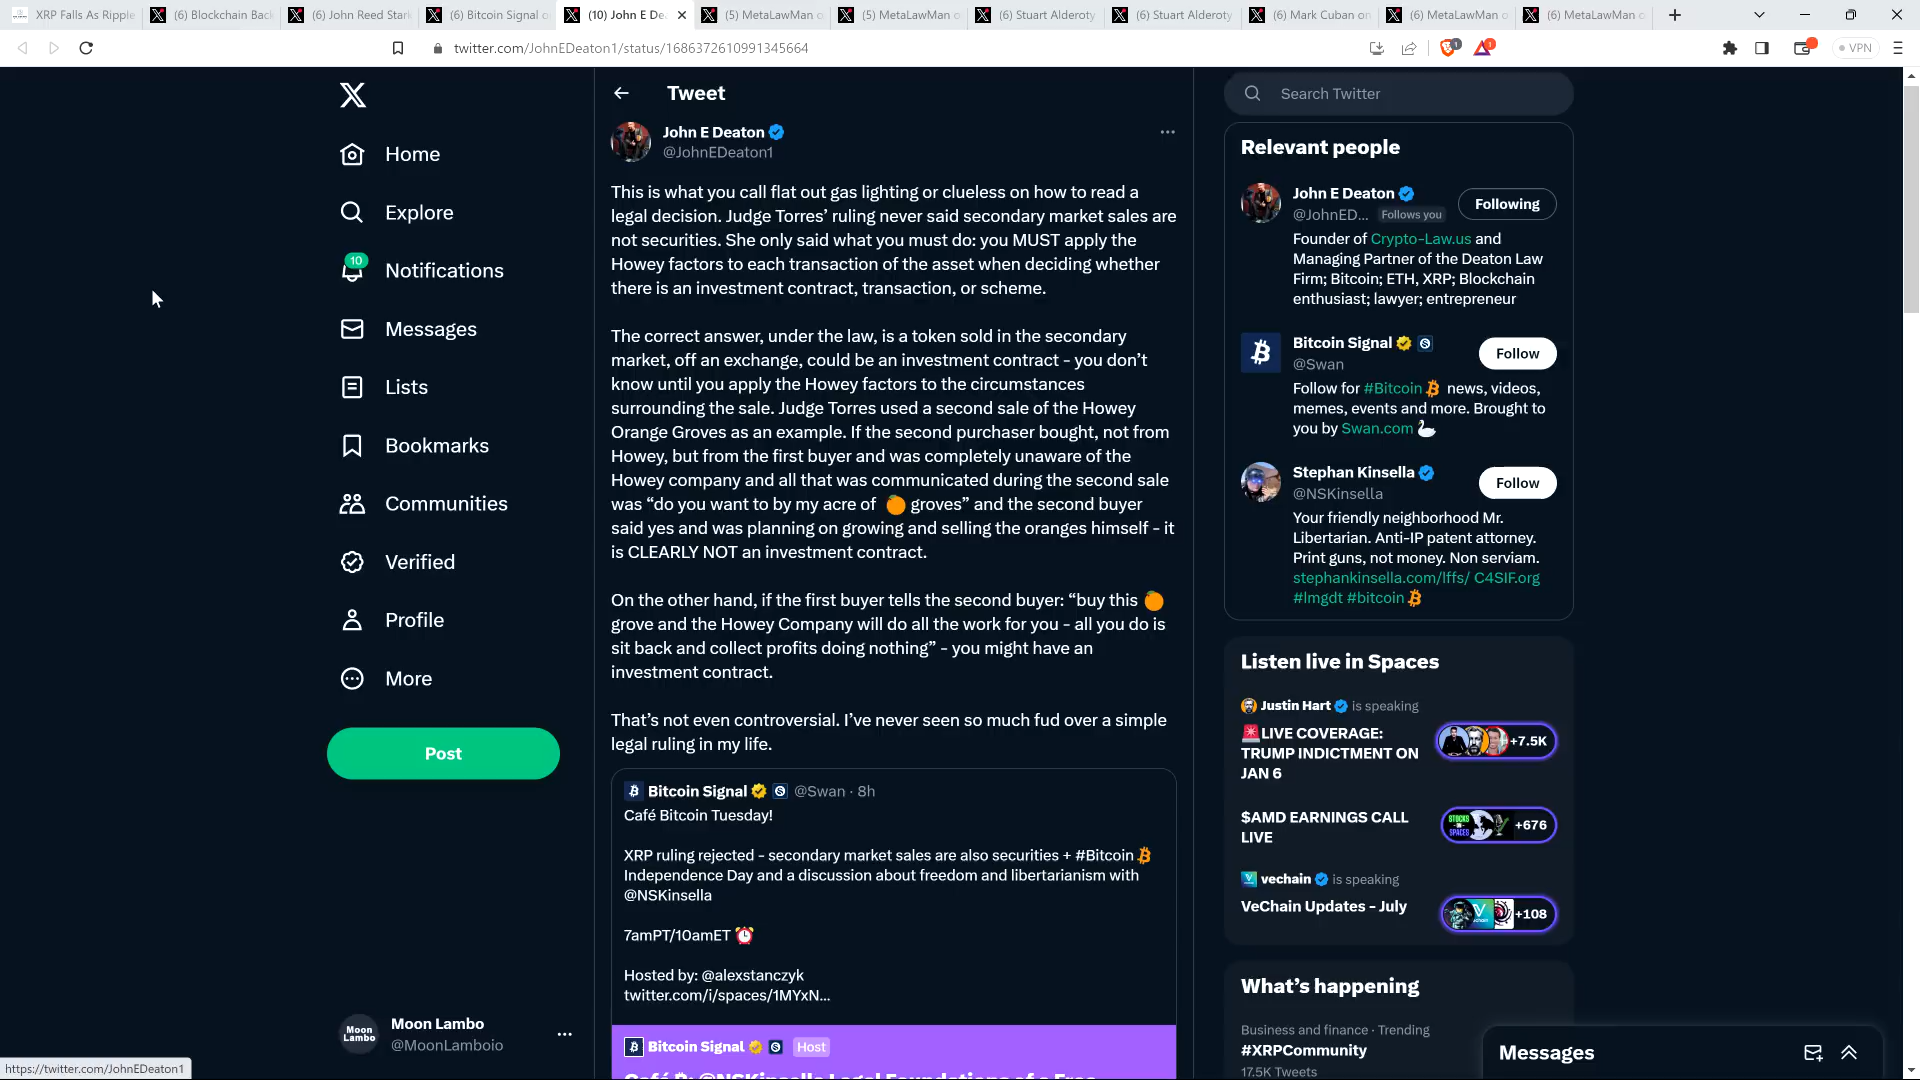 XRP Falls As Ripple
(6) Blockchain Back
(6) John Reed Stark
(6) Bitcoin Signal o
(10) John E De
(5) MetaLawMan o
(5) MetaLawMan o
(6) Stuart Alderoty
(6) Stuart Alderoty
(6) Mark Cuban on
(6) MetaLawMan o
(6) MetaLawMan o
twitter.com/JohnEDeaton1/status/1686372610991345664
VPN
Home
Explore
10
Notifications
Messages
Lists
Bookmarks
Communities
Verified
Profile
More
Post
Moon Lambo
Moon Lambo
@MoonLamboio
https://twitter.com/JohnEDeaton1
Tweet
John E Deaton
@JohnEDeaton1
This is what you call flat out gas lighting or clueless on how to read a
legal decision. Judge Torres’ ruling never said secondary market sales are
not securities. She only said what you must do: you MUST apply the
Howey factors to each transaction of the asset when deciding whether
there is an investment contract, transaction, or scheme.
The correct answer, under the law, is a token sold in the secondary
market, off an exchange, could be an investment contract - you don’t
know until you apply the Howey factors to the circumstances
surrounding the sale. Judge Torres used a second sale of the Howey
Orange Groves as an example. If the second purchaser bought, not from
Howey, but from the first buyer and was completely unaware of the
Howey company and all that was communicated during the second sale
was “do you want to by my acre of 🍊 groves” and the second buyer
said yes and was planning on growing and selling the oranges himself - it
is CLEARLY NOT an investment contract.
On the other hand, if the first buyer tells the second buyer: “buy this 🍊
grove and the Howey Company will do all the work for you - all you do is
sit back and collect profits doing nothing” - you might have an
investment contract.
That’s not even controversial. I’ve never seen so much fud over a simple
legal ruling in my life.
Bitcoin Signal @Swan · 8h
Café Bitcoin Tuesday!
XRP ruling rejected - secondary market sales are also securities + #Bitcoin
Independence Day and a discussion about freedom and libertarianism with
@NSKinsella
7amPT/10amET ⏰
Hosted by: @alexstanczyk
twitter.com/i/spaces/1MYxN...
Bitcoin Signal Host
Café ₿: @NSKinsella Legal Foundations of a Free
Search Twitter
Relevant people
John E Deaton
@JohnED... Follows you
Following
Founder of Crypto-Law.us and
Managing Partner of the Deaton Law
Firm; Bitcoin; ETH, XRP; Blockchain
enthusiast; lawyer; entrepreneur
Bitcoin Signal
@Swan
Follow
Follow for #Bitcoin news, videos,
memes, events and more. Brought to
you by Swan.com 🦢
Stephan Kinsella
@NSKinsella
Follow
Your friendly neighborhood Mr.
Libertarian. Anti-IP patent attorney.
Print guns, not money. Non serviam.
stephankinsella.com/lffs/ C4SIF.org
#lmgdt #bitcoin
Listen live in Spaces
Justin Hart is speaking
🚨LIVE COVERAGE:
TRUMP INDICTMENT ON
JAN 6
+7.5K
$AMD EARNINGS CALL
LIVE
STOCKS
SPACES
+676
vechain is speaking
VeChain Updates - July
+108
What’s happening
Business and finance · Trending
#XRPCommunity
17.5K Tweets
Messages